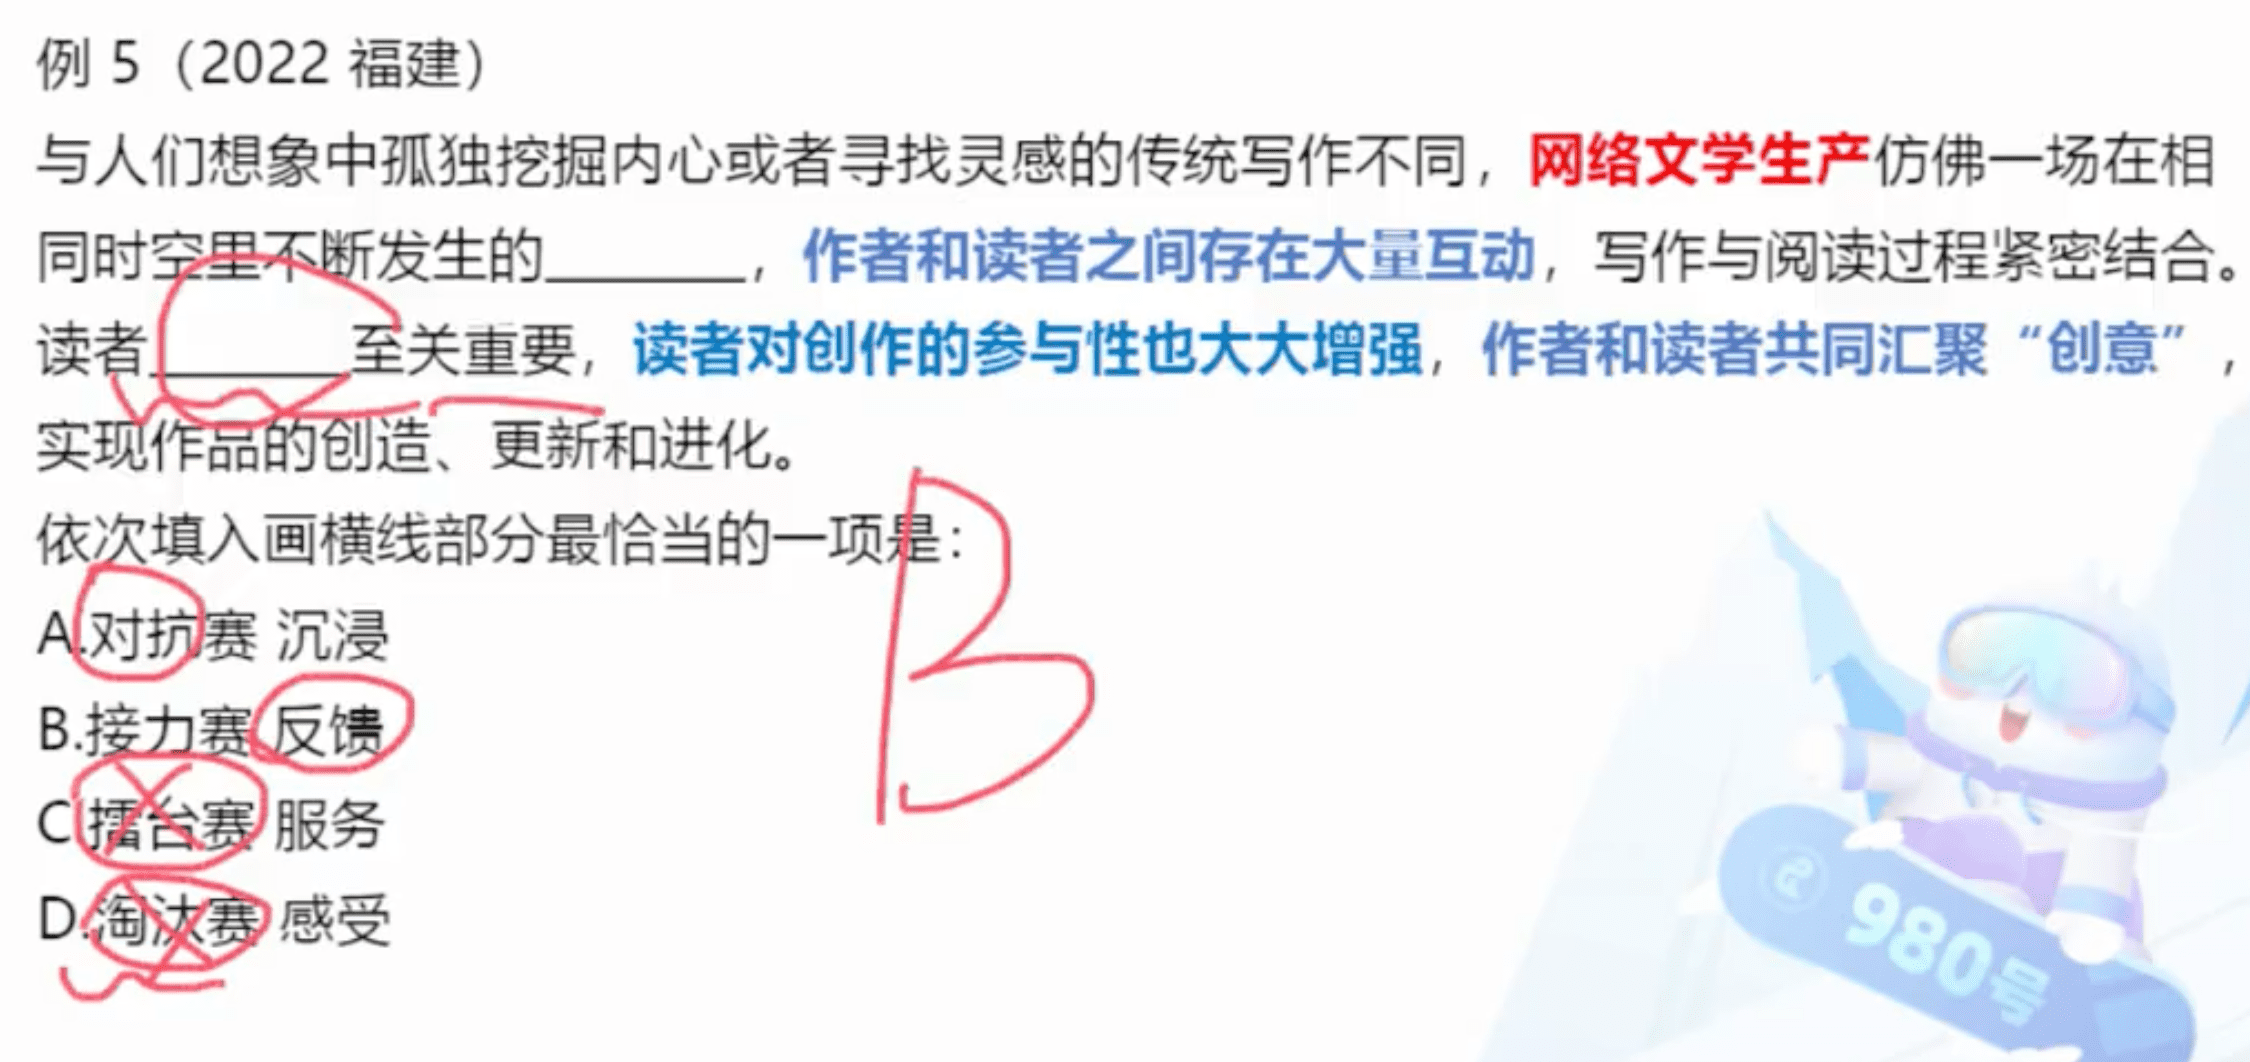 例 5（2022 福建）
与人们想象中孤独挖掘内心或者寻找灵感的传统写作不同，网络文学生产仿佛一场在相
同时空里不断发生的________，作者和读者之间存在大量互动，写作与阅读过程紧密结合。
读者________至关重要，读者对创作的参与性也大大增强，作者和读者共同汇聚“创意”，
实现作品的创造、更新和进化。
依次填入画横线部分最恰当的一项是：
A.对抗赛 沉浸
B.接力赛 反馈
C.擂台赛 服务
D.淘汰赛 感受
B
980号